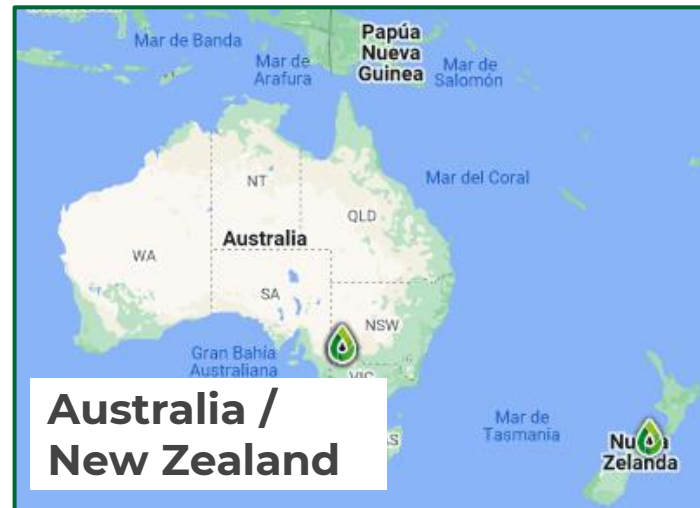 Mar de Banda
Papúa
Nueva
Guinea
Mar de
Arafura
Mar de
Salomón
NT
QLD
Mar del Coral
Australia
WA
SA
NSW
Gran Bahía
Australiana
VIC
Australia /
New Zealand
Mar de
Tasmania
Zelanda